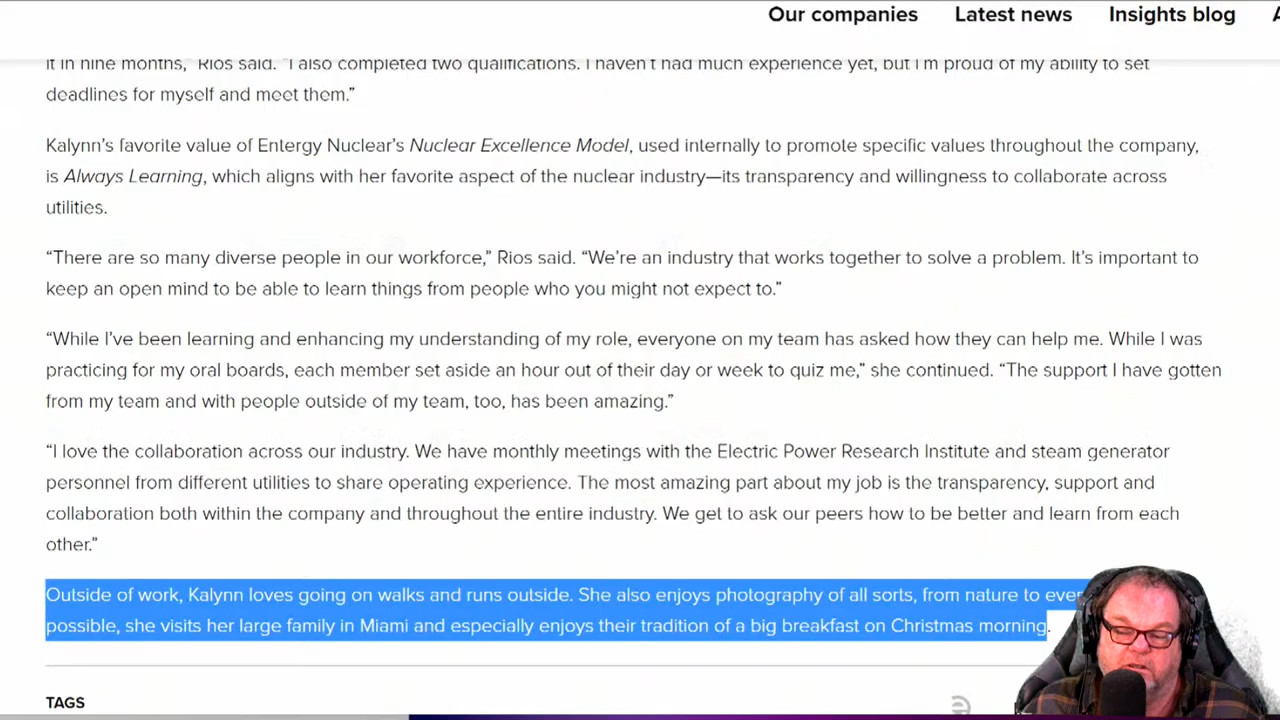 Our companies Latest news Insights blog
it in nine months,” Rios said. “I also completed two qualifications. I haven’t had much experience yet, but I’m proud of my ability to set
deadlines for myself and meet them.”
Kalynn’s favorite value of Entergy Nuclear’s Nuclear Excellence Model, used internally to promote specific values throughout the company,
is Always Learning, which aligns with her favorite aspect of the nuclear industry—its transparency and willingness to collaborate across
utilities.
“There are so many diverse people in our workforce,” Rios said. “We’re an industry that works together to solve a problem. It’s important to
keep an open mind to be able to learn things from people who you might not expect to.”
“While I’ve been learning and enhancing my understanding of my role, everyone on my team has asked how they can help me. While I was
practicing for my oral boards, each member set aside an hour out of their day or week to quiz me,” she continued. “The support I have gotten
from my team and with people outside of my team, too, has been amazing.”
“I love the collaboration across our industry. We have monthly meetings with the Electric Power Research Institute and steam generator
personnel from different utilities to share operating experience. The most amazing part about my job is the transparency, support and
collaboration both within the company and throughout the entire industry. We get to ask our peers how to be better and learn from each
other.”
Outside of work, Kalynn loves going on walks and runs outside. She also enjoys photography of all sorts, from nature to
possible, she visits her large family in Miami and especially enjoys their tradition of a big breakfast on Christmas morning.
TAGS